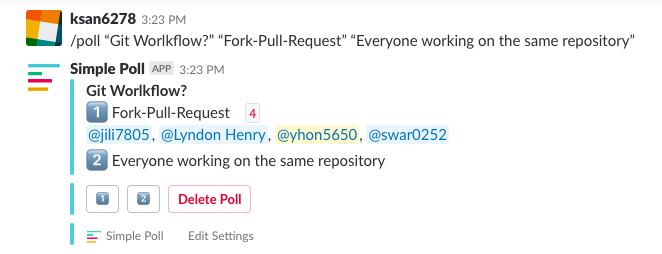 ksan6278 3:23 PM
/poll “Git Worlkflow?” “Fork-Pull-Request” “Everyone working on the same repository”
Simple Poll APP 3:23 PM
Git Worlkflow?
1 Fork-Pull-Request 4
@jili7805, @Lyndon Henry, @yhon5650, @swar0252
2 Everyone working on the same repository
1 2 Delete Poll
Simple Poll Edit Settings